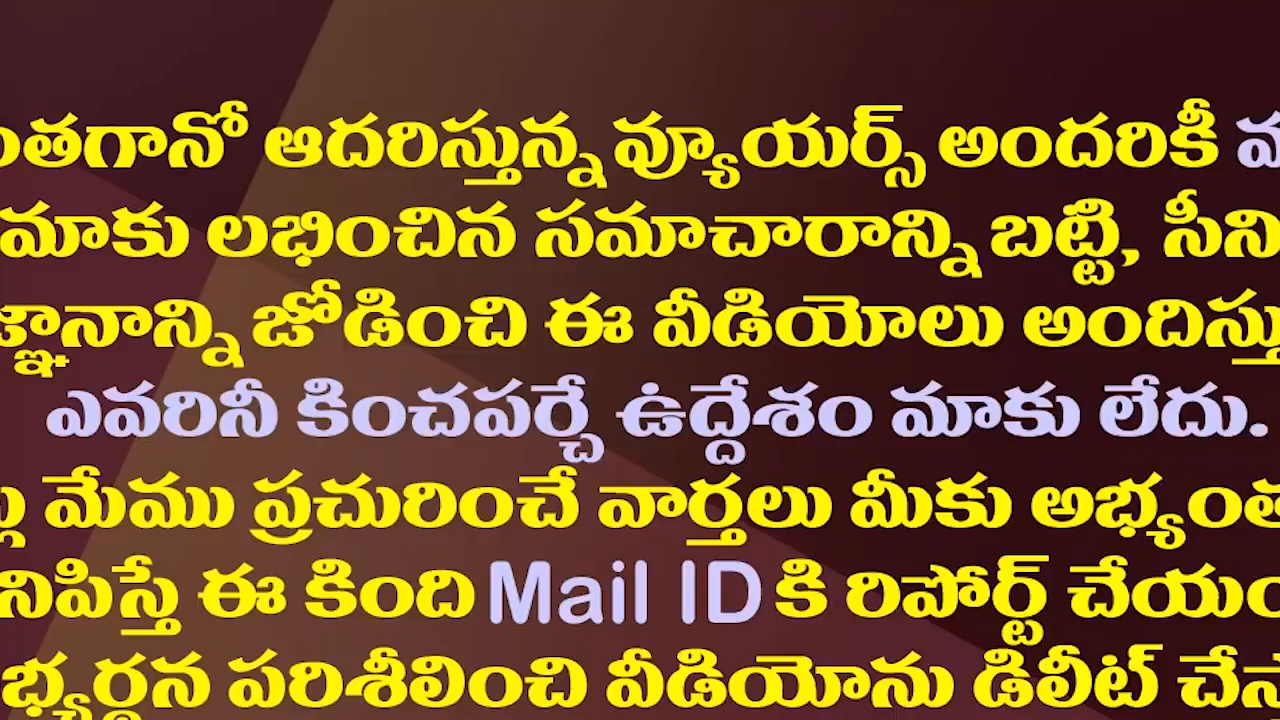 ంతగానో ఆదరిస్తున్న వ్యూయర్స్ అందరికీ
మాకు లభించిన సమాచారాన్ని బట్టి, సీని
జ్ఞానాన్ని జోడించి ఈ వీడియోలు అందిస్తు
ఎవరినీ కించపర్చే ఉద్దేశం మాకు లేదు.
మేము ప్రచురించే వార్తలు మీకు అభ్యంత
నిపిస్తే ఈ కింది Mail ID కి రిపోర్ట్ చేయం
భ్యర్థన పరిశీలించి వీడియోను డిలీట్ చేస